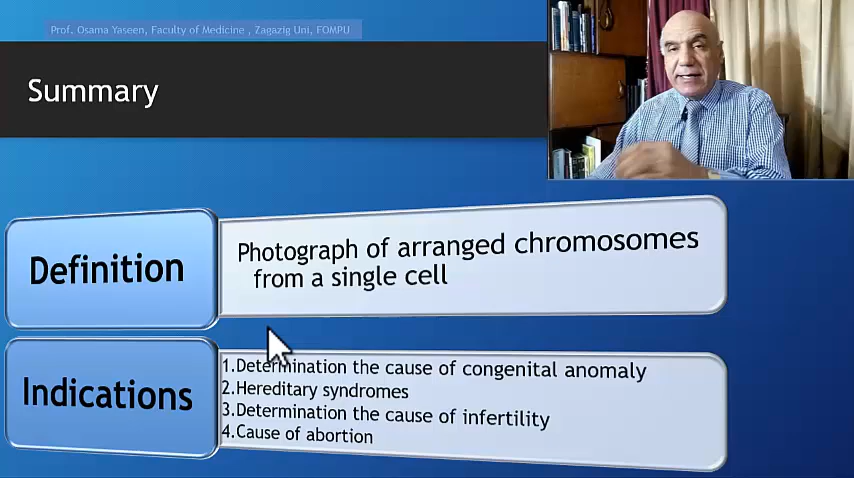 Prof. Osama Yaseen, Faculty of Medicine , Zagazig Uni, FOMPU
Summary
Definition
Photograph of arranged chromosomes
from a single cell
Indications
1.Determination the cause of congenital anomaly
2.Hereditary syndromes
3.Determination the cause of infertility
4.Cause of abortion